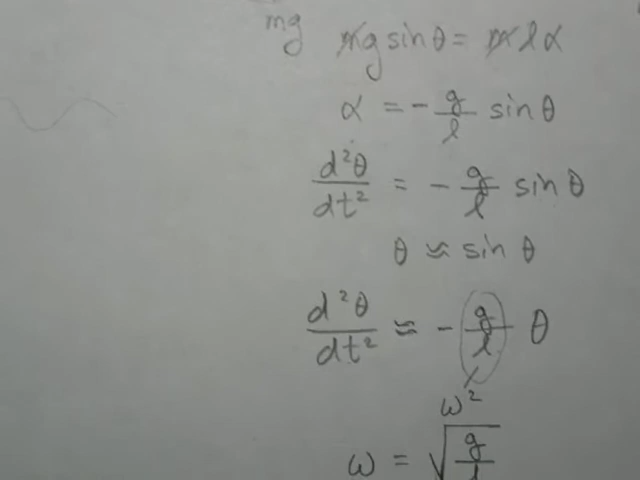 mg mg sin θ = m l α
α = - g/l sin θ
d²θ/dt² = - g/l sin θ
θ ≈ sin θ
d²θ/dt² ≈ - g/l θ
ω²
ω = √g/l